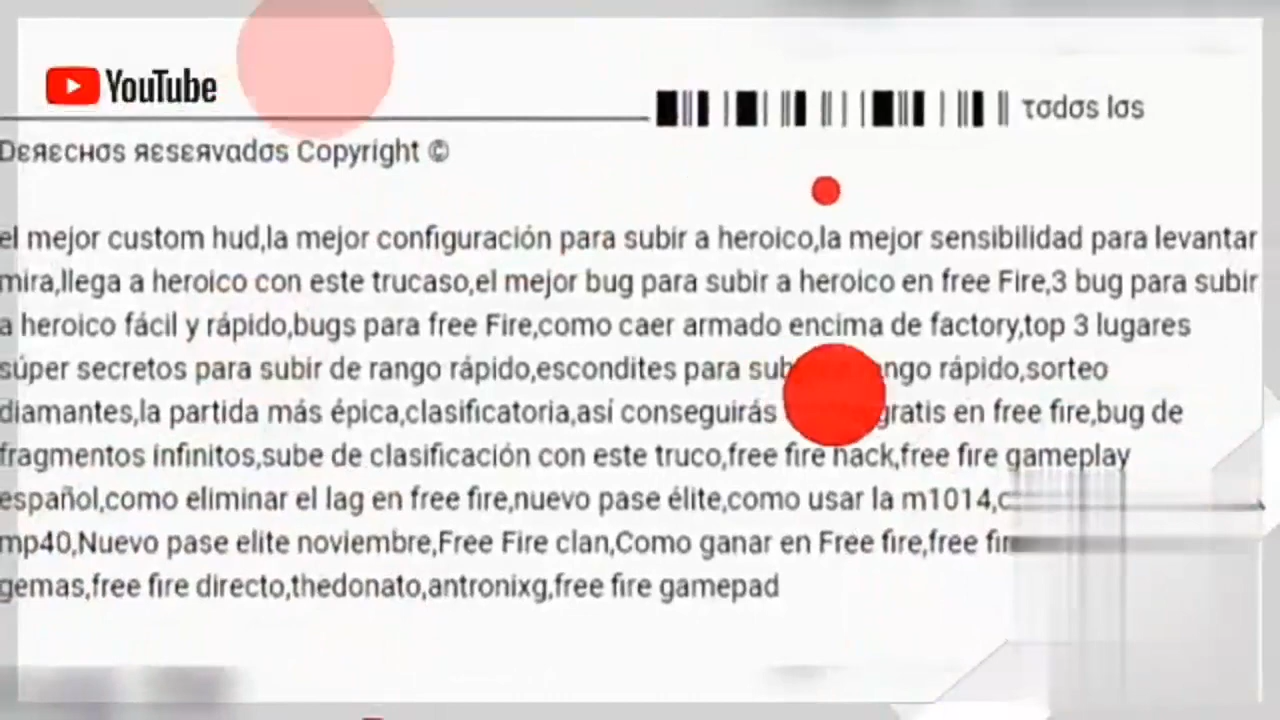 YouTube
τσdσs lσs
DεЯεcнσs ЯεsεЯvαdσs Copyright ©
el mejor custom hud,la mejor configuración para subir a heroico,la mejor sensibilidad para levantar
mira,llega a heroico con este trucaso,el mejor bug para subir a heroico en free Fire,3 bug para subir
a heroico fácil y rápido,bugs para free Fire,como caer armado encima de factory,top 3 lugares
súper secretos para subir de rango rápido,escondites para rápido,sorteo
diamantes,la partida más épica,clasificatoria,así conseguirás gratis en free fire,bug de
fragmentos infinitos,sube de clasificación con este truco,free fire hack,free fire gameplay
español,como eliminar el lag en free fire,nuevo pase élite,como usar la m1014,
mp40,Nuevo pase elite noviembre,Free Fire clan,Como ganar en Free fire,free
gemas,free fire directo,thedonato,antronixg,free fire gamepad